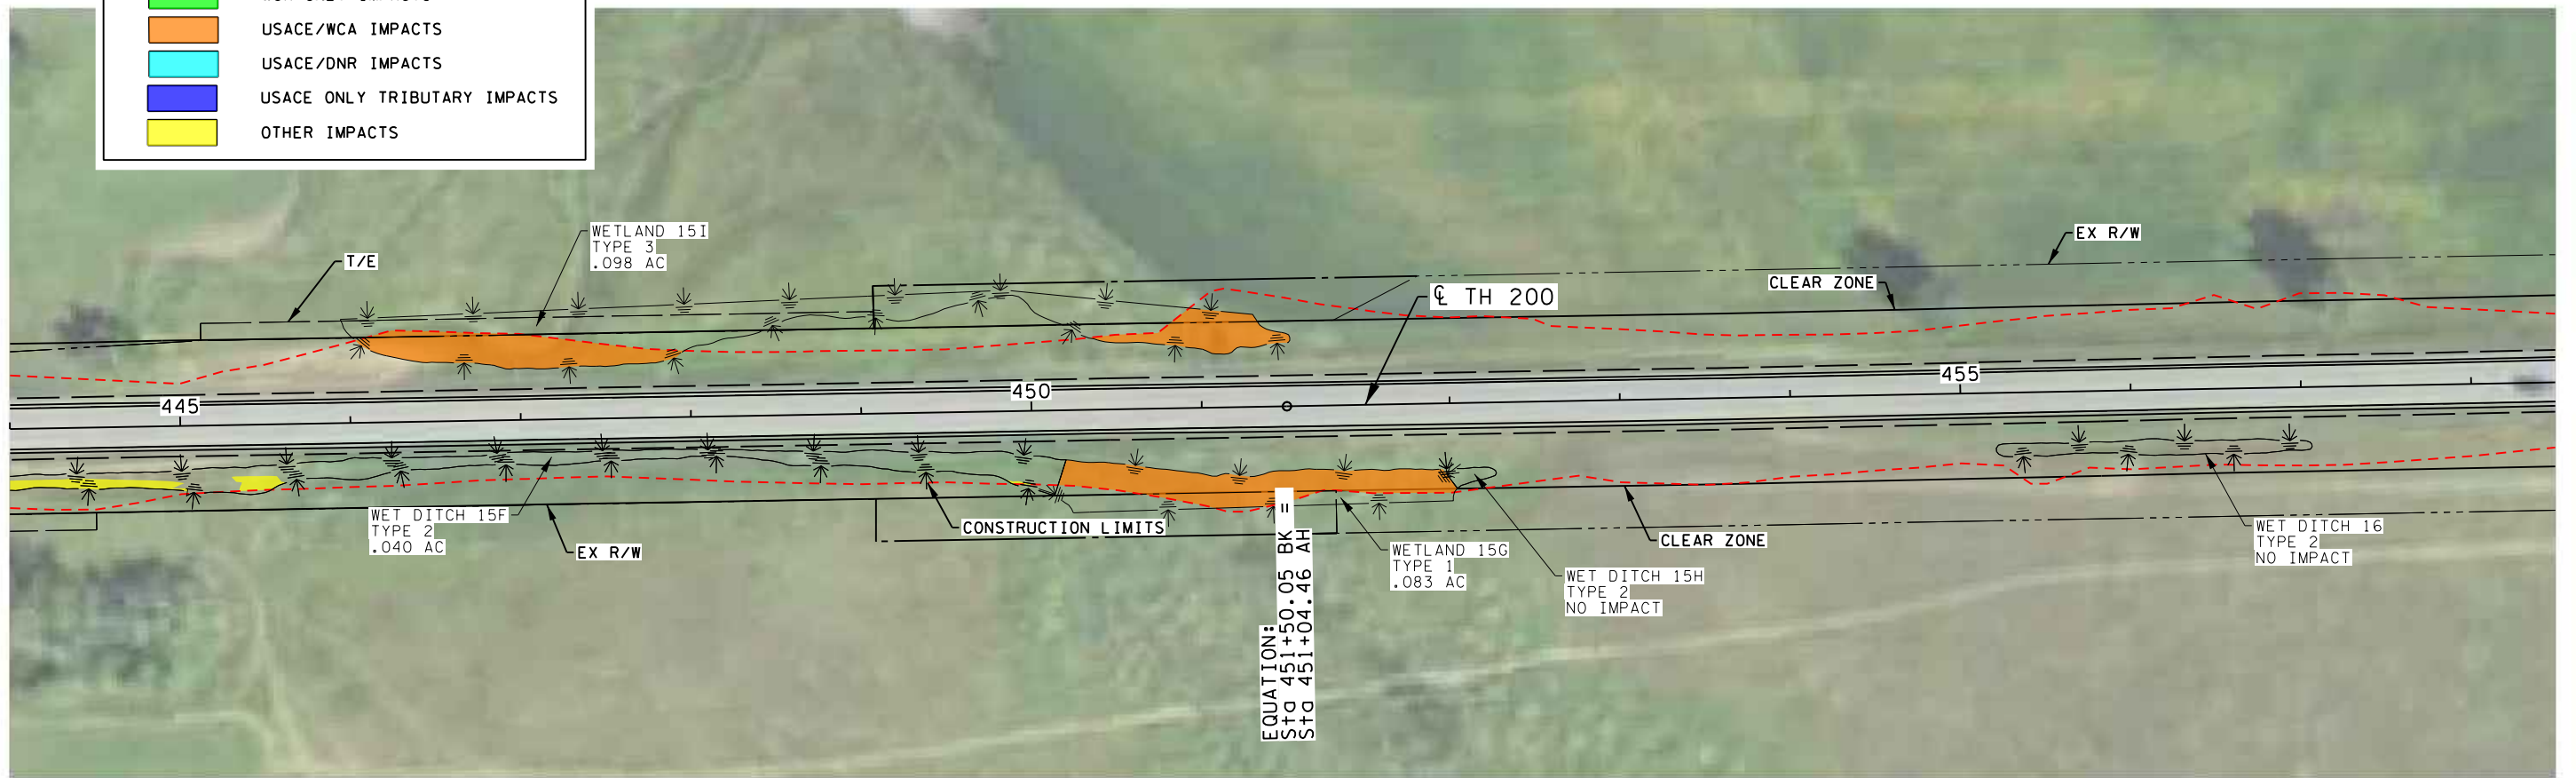 USACE/WCA IMPACTS
USACE/DNR IMPACTS
USACE ONLY TRIBUTARY IMPACTS
OTHER IMPACTS
WETLAND 15I
TYPE 3
.098 AC
T/E
EX R/W
CLEAR ZONE
℄ TH 200
445
450
455
WET DITCH 15F
TYPE 2
.040 AC
EX R/W
CONSTRUCTION LIMITS
EQUATION:
Sta 451+50.05 BK =
Sta 451+04.46 AH
WETLAND 15G
TYPE 1
.083 AC
CLEAR ZONE
WET DITCH 15H
TYPE 2
NO IMPACT
WET DITCH 16
TYPE 2
NO IMPACT